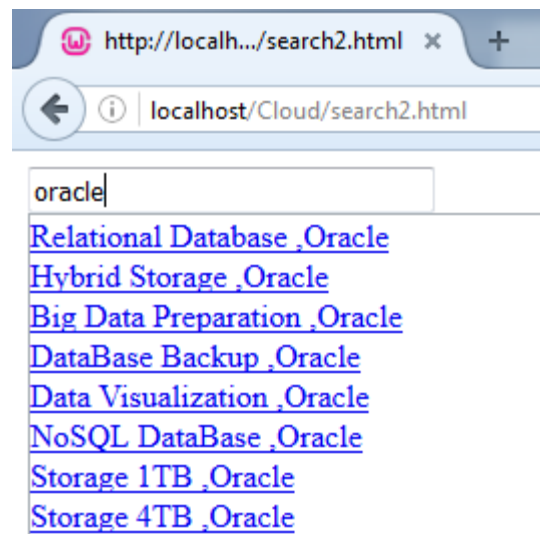 http://localh.../search2.html
localhost/Cloud/search2.html
oracle
Relational Database ,Oracle
Hybrid Storage ,Oracle
Big Data Preparation ,Oracle
DataBase Backup ,Oracle
Data Visualization ,Oracle
NoSQL DataBase ,Oracle
Storage 1TB ,Oracle
Storage 4TB ,Oracle